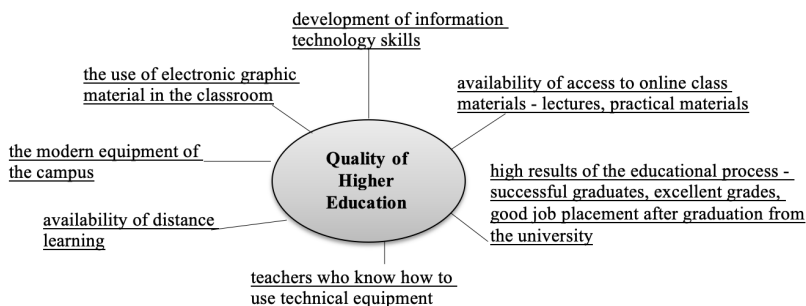 development of information
technology skills
the use of electronic graphic
material in the classroom
availability of access to online class
materials - lectures, practical materials
the modern equipment of
the campus
Quality of
Higher
Education
high results of the educational process -
successful graduates, excellent grades,
good job placement after graduation from
the university
availability of distance
learning
teachers who know how to
use technical equipment